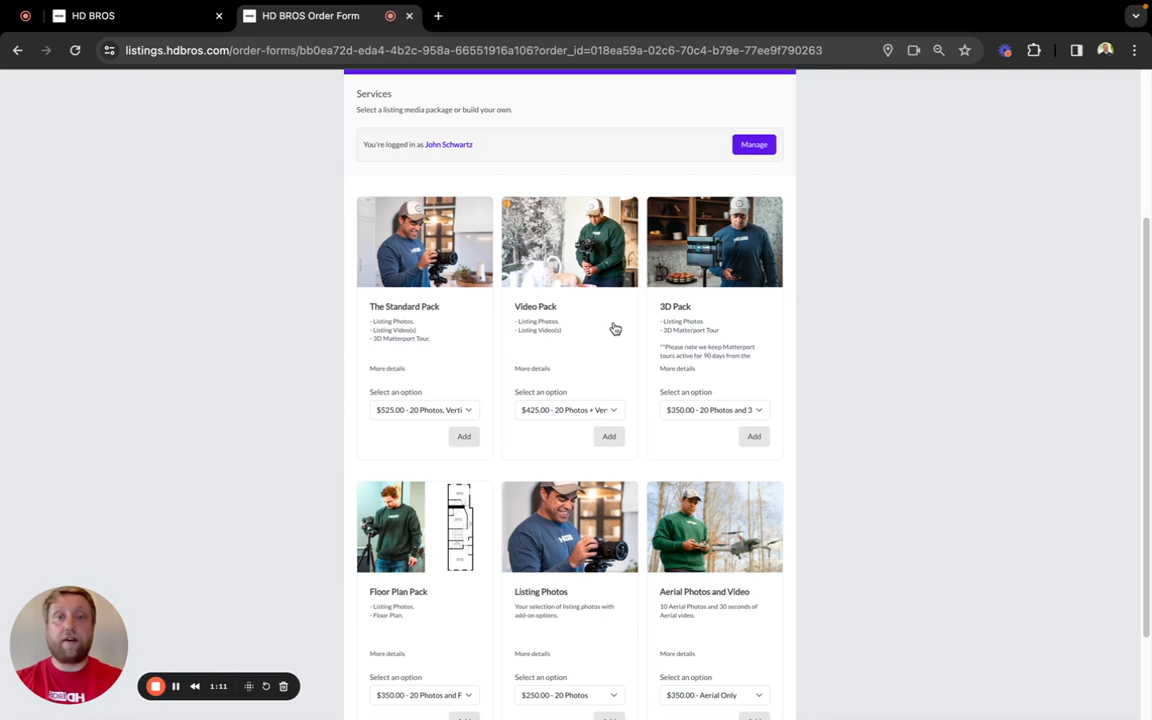 HD BROS
HD BROS Order Form
listings.hdbros.com/order-forms/bb0ea72d-eda4-4b2c-958a-66551916a106?order_id=018ea59a-02c6-70c4-b79e-77ee9f790263
Services
Select a listing media package or build your own.
You're logged in as John Schwartz
Manage
The Standard Pack
- Listing Photos.
- Listing Video(s)
- 3D Matterport Tour.
More details
Select an option
$525.00 - 20 Photos, Verti
Add
Video Pack
- Listing Photos.
- Listing Video(s)
More details
Select an option
$425.00 - 20 Photos + Ver
Add
3D Pack
- Listing Photos
- 3D Matterport Tour
**Please note we keep Matterport
tours active for 90 days from the
More details
Select an option
$350.00 - 20 Photos and 3
Add
Floor Plan Pack
- Listing Photos.
- Floor Plan.
More details
Select an option
$350.00 - 20 Photos and F
Listing Photos
Your selection of listing photos with
add-on options.
More details
Select an option
$250.00 - 20 Photos
Aerial Photos and Video
10 Aerial Photos and 30 seconds of
Aerial video.
More details
Select an option
$350.00 - Aerial Only
1:11